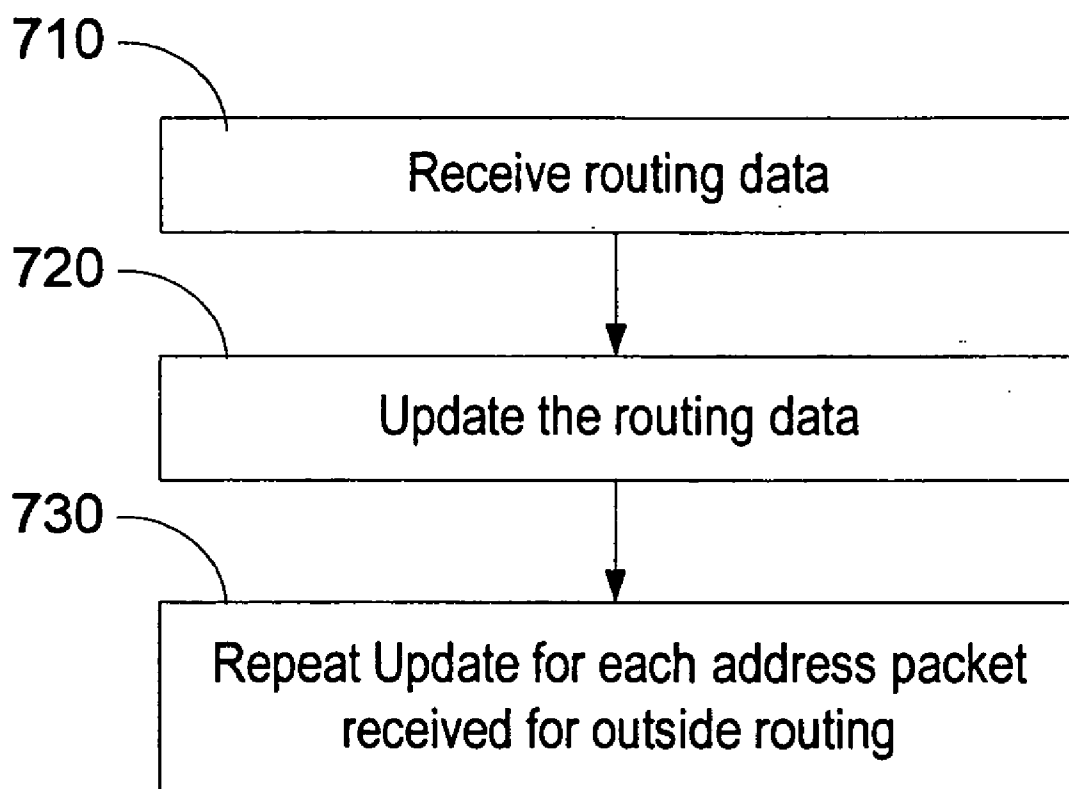 710
Receive routing data
720
Update the routing data
730
Repeat Update for each address packet
received for outside routing